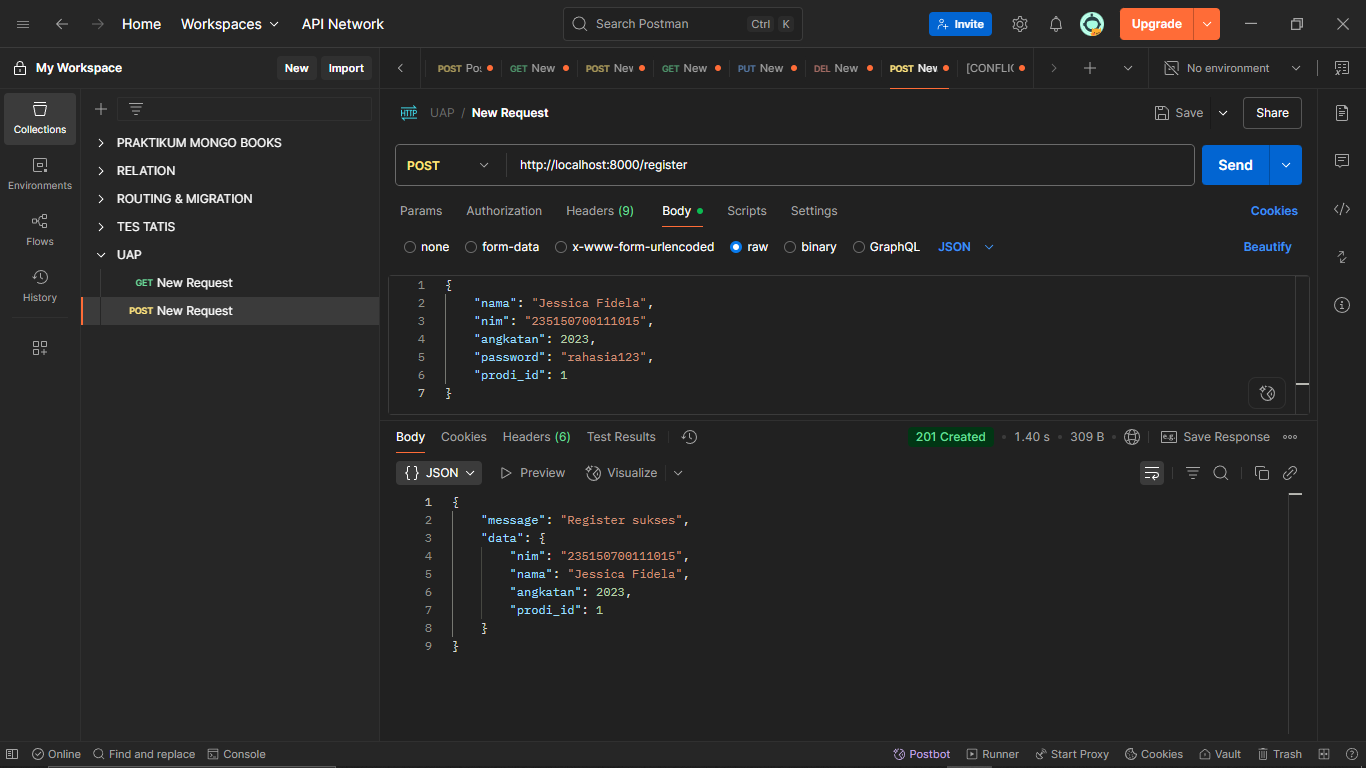 Home Workspaces API Network Search Postman Ctrl K Invite Upgrade
My Workspace New Import POST Po GET New POST New GET New PUT New DEL New POST New [CONFLIC No environment
Collections
Environments
Flows
History
PRAKTIKUM MONGO BOOKS
RELATION
ROUTING & MIGRATION
TES TATIS
UAP
GET New Request
POST New Request
HTTP UAP / New Request Save Share
POST http://localhost:8000/register Send
Params Authorization Headers (9) Body Scripts Settings Cookies
none form-data x-www-form-urlencoded raw binary GraphQL JSON Beautify
1 {
2 "nama": "Jessica Fidela",
3 "nim": "235150700111015",
4 "angkatan": 2023,
5 "password": "rahasia123",
6 "prodi_id": 1
7 }
Body Cookies Headers (6) Test Results 201 Created 1.40 s 309 B e.g. Save Response
{} JSON Preview Visualize
1 {
2 "message": "Register sukses",
3 "data": {
4 "nim": "235150700111015",
5 "nama": "Jessica Fidela",
6 "angkatan": 2023,
7 "prodi_id": 1
8 }
9 }
Online Find and replace Console Postbot Runner Start Proxy Cookies Vault Trash